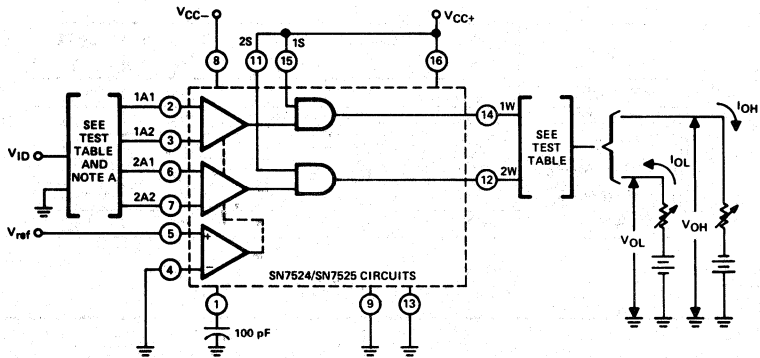 VCC–
VCC+
2S
1S
8
11
15
16
1A1
2
1A2
3
2A1
6
2A2
7
5
4
SEE
TEST
TABLE
AND
NOTE A
VID
Vref
+
–
14
1W
12
2W
SEE
TEST
TABLE
IOH
IOL
VOL
VOH
SN7524/SN7525 CIRCUITS
1
9
13
100 pF